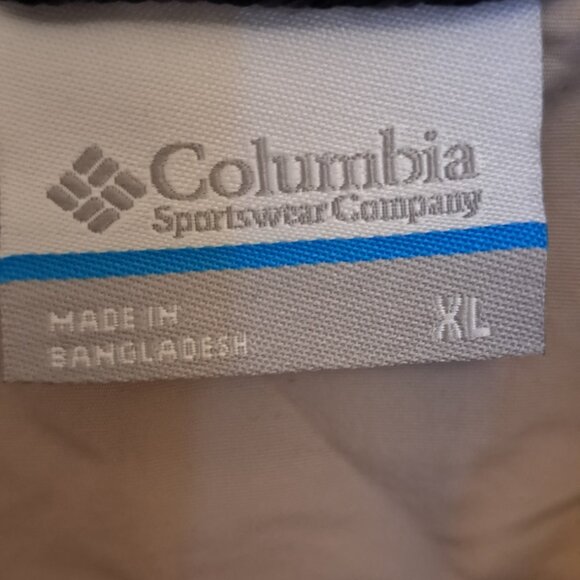 Columbia
Sportswear Company
MADE IN
BANGLADESH
XL